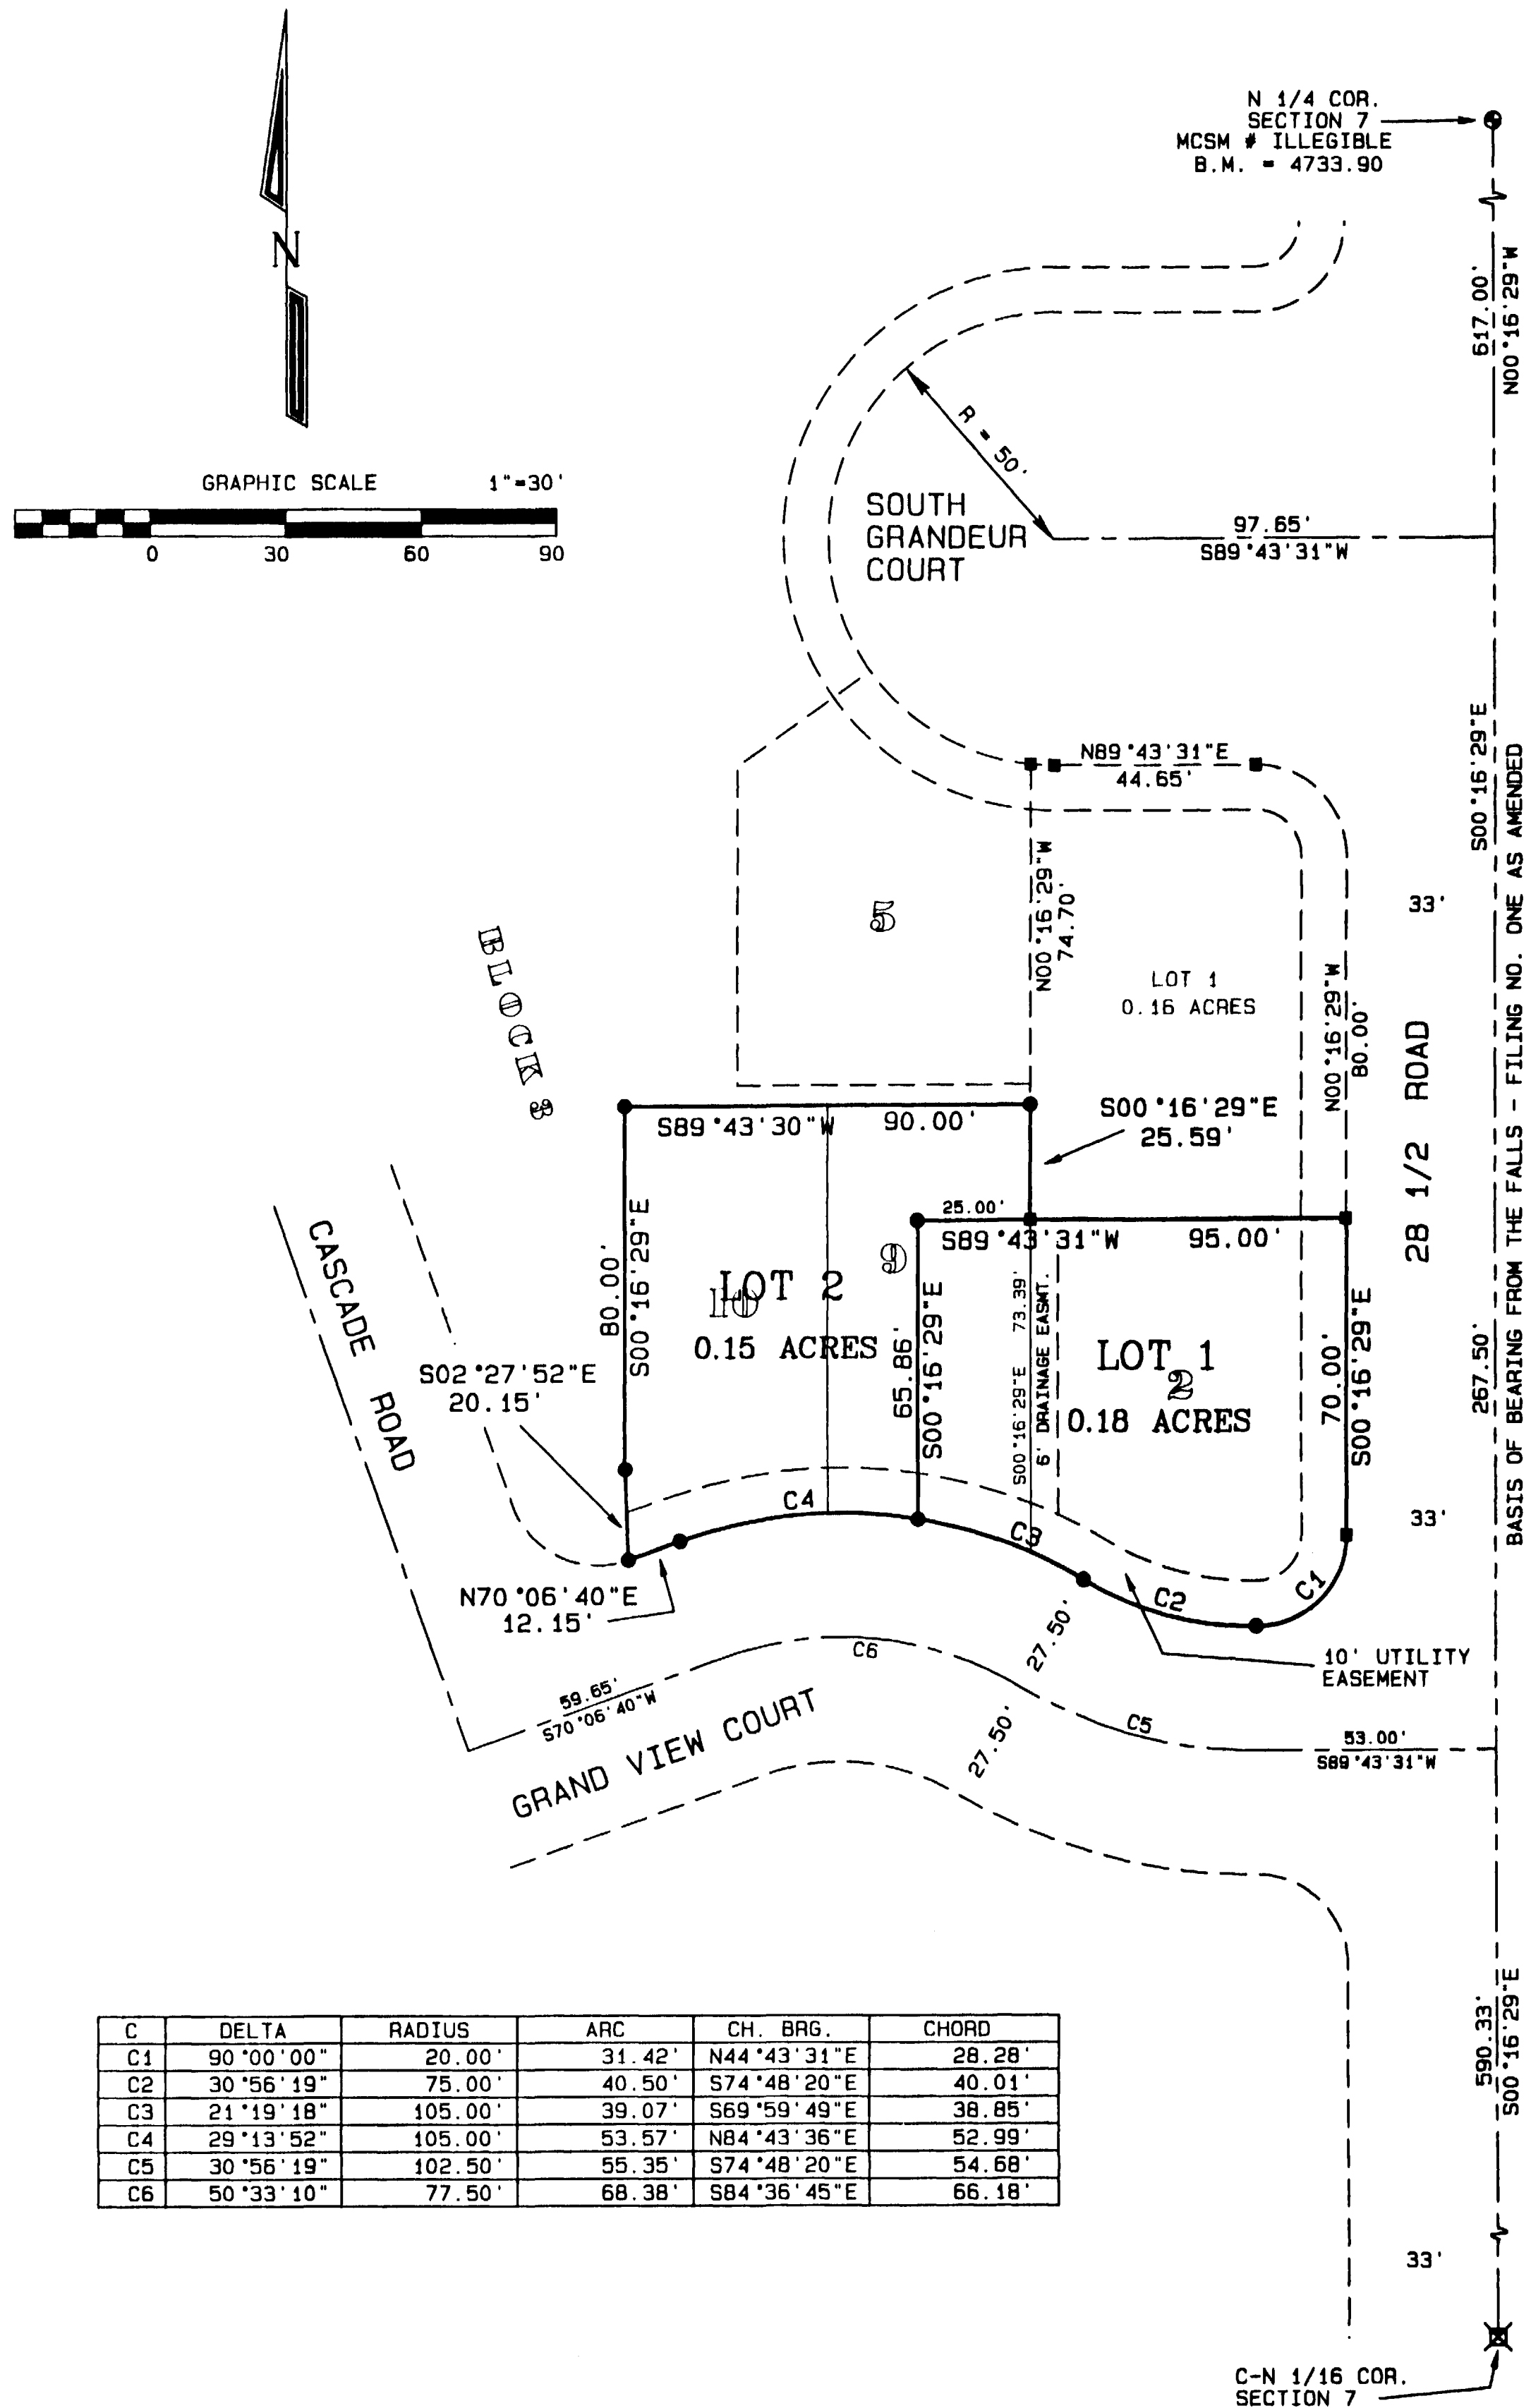 N 1/4 COR.
SECTION 7
MCSM # ILLEGIBLE
B.M. = 4733.90
N
617.00'
N00°16'29"W
GRAPHIC SCALE 1"=30'
0 30 60 90
R = 50'
SOUTH
GRANDEUR
COURT
97.65'
S89°43'31"W
N89°43'31"E
44.65'
S00°16'29"E
BASIS OF BEARING FROM THE FALLS - FILING NO. ONE AS AMENDED
33'
5
N00°16'29"W
74.70'
LOT 1
0.16 ACRES
N00°16'29"W
80.00'
BLOCK 3
28 1/2 ROAD
S89°43'30"W 90.00'
S00°16'29"E
25.59'
25.00'
S89°43'31"W 95.00'
CASCADE ROAD
80.00'
S00°16'29"E
9
LOT 2
10
0.15 ACRES
65.86'
S00°16'29"E
S00°16'29"E 73.39'
6' DRAINAGE EASMT.
LOT 1
2
0.18 ACRES
70.00'
S00°16'29"E
267.50'
S02°27'52"E
20.15'
33'
C4
C3
C2
C1
N70°06'40"E
12.15'
27.50'
10' UTILITY
EASEMENT
C6
59.65'
S70°06'40"W
C5
27.50'
53.00'
S89°43'31"W
GRAND VIEW COURT
590.33'
S00°16'29"E
C DELTA RADIUS ARC CH. BRG. CHORD
C1 90°00'00" 20.00' 31.42' N44°43'31"E 28.28'
C2 30°56'19" 75.00' 40.50' S74°48'20"E 40.01'
C3 21°19'18" 105.00' 39.07' S69°59'49"E 38.85'
C4 29°13'52" 105.00' 53.57' N84°43'36"E 52.99'
C5 30°56'19" 102.50' 55.35' S74°48'20"E 54.68'
C6 50°33'10" 77.50' 68.38' S84°36'45"E 66.18'
33'
C-N 1/16 COR.
SECTION 7